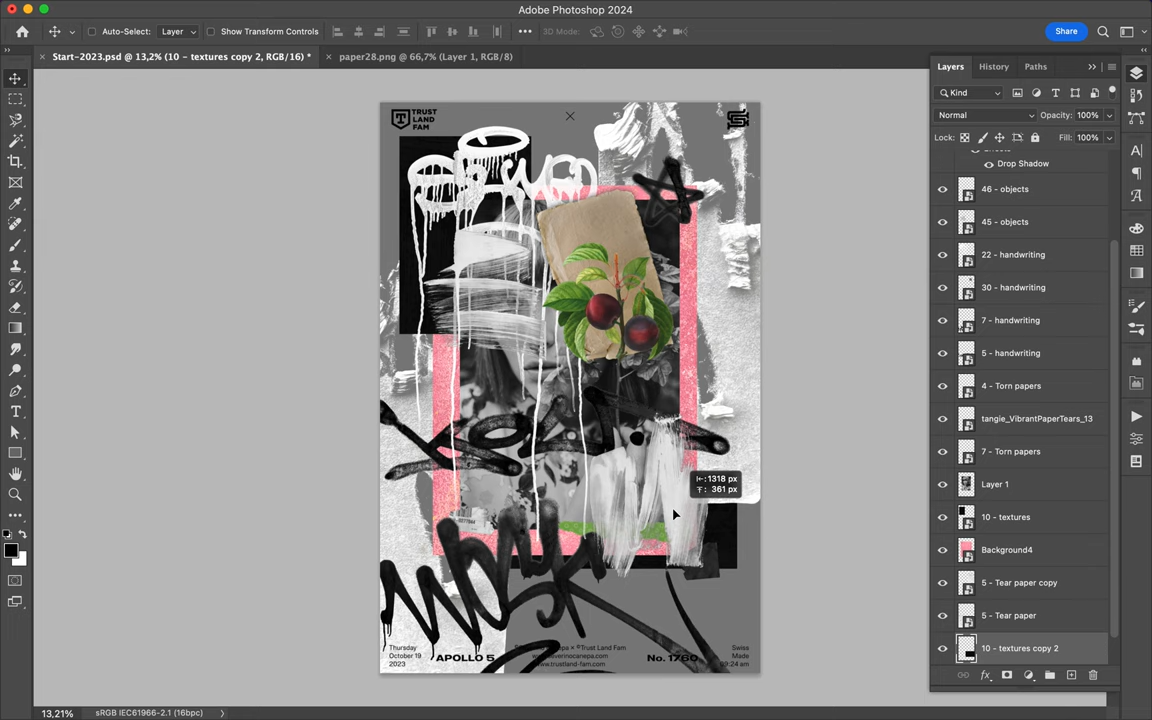 Adobe Photoshop 2024
Auto-Select:
Layer
Show Transform Controls
3D Mode:
Share
Start-2023.psd @ 13,2% (10 - textures copy 2, RGB/16) *
paper28.png @ 66,7% (Layer 1, RGB/8)
Layers
History
Paths
Kind
Normal
Opacity: 100%
Lock:
Fill: 100%
Drop Shadow
46 - objects
45 - objects
22 - handwriting
30 - handwriting
7 - handwriting
5 - handwriting
4 - Torn papers
tangie_VibrantPaperTears_13
7 - Torn papers
Layer 1
10 - textures
Background4
5 - Tear paper copy
5 - Tear paper
10 - textures copy 2
TRUST
LAND
FAM
1318 px
361 px
Thursday
October 19
2023
APOLLO 5
×®Trust Land Fam
www.trustland-fam.com
No. 1760
Swiss
Made
24 am
13,21%
sRGB IEC61966-2.1 (16bpc)